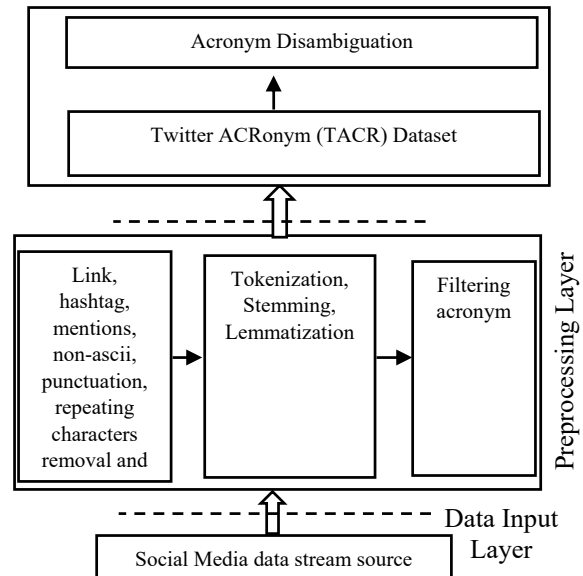 Acronym Disambiguation
Twitter ACRonym (TACR) Dataset
Link,
hashtag,
mentions,
non-ascii,
punctuation,
repeating
characters
removal and
Tokenization,
Stemming,
Lemmatization
Filtering
acronym
Preprocessing Layer
Data Input
Layer
Social Media data stream source